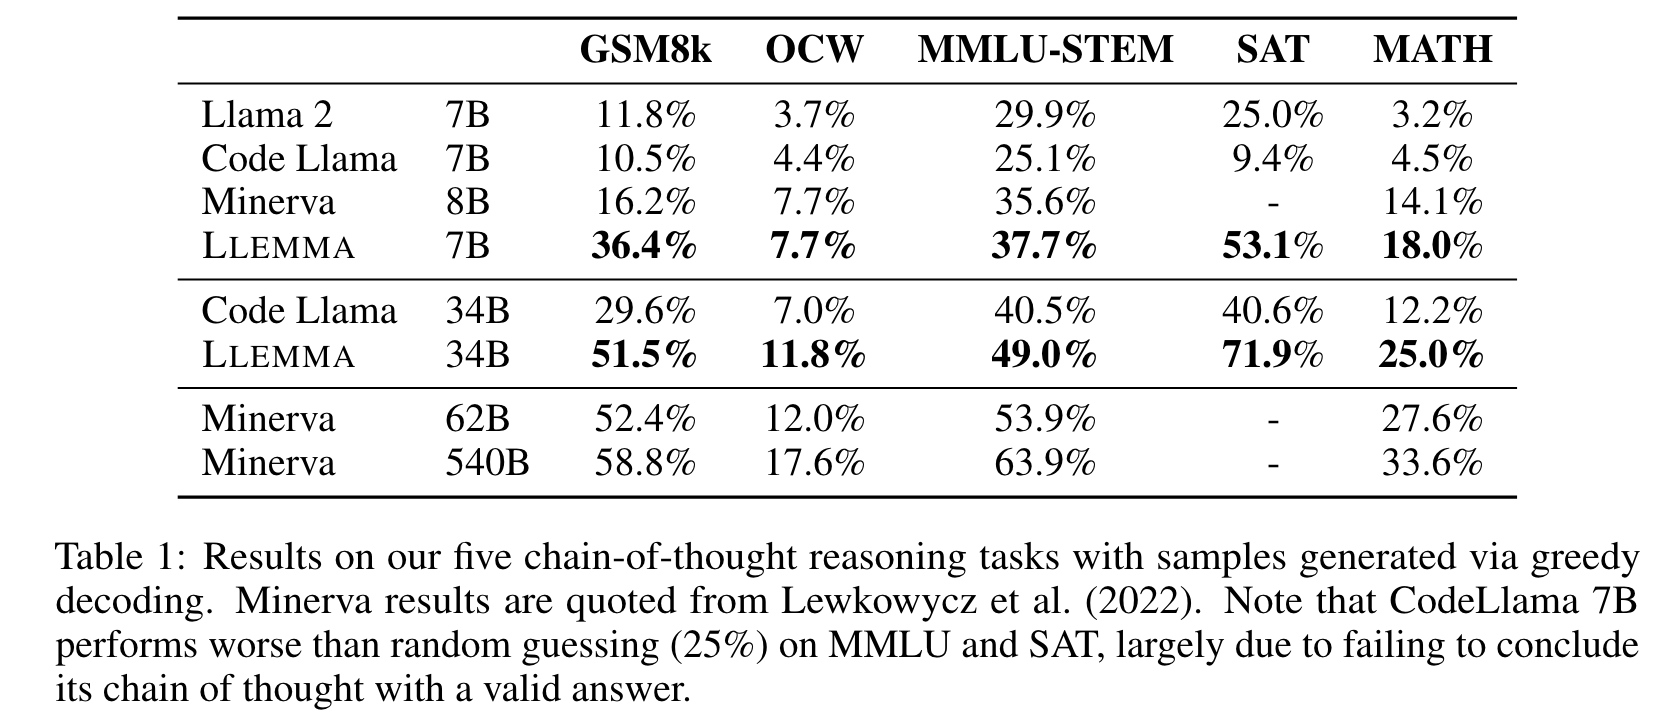 GSM8k OCW MMLU-STEM SAT MATH
Llama 2 7B 11.8% 3.7% 29.9% 25.0% 3.2%
Code Llama 7B 10.5% 4.4% 25.1% 9.4% 4.5%
Minerva 8B 16.2% 7.7% 35.6% - 14.1%
LLEMMA 7B 36.4% 7.7% 37.7% 53.1% 18.0%
Code Llama 34B 29.6% 7.0% 40.5% 40.6% 12.2%
LLEMMA 34B 51.5% 11.8% 49.0% 71.9% 25.0%
Minerva 62B 52.4% 12.0% 53.9% - 27.6%
Minerva 540B 58.8% 17.6% 63.9% - 33.6%
Table 1: Results on our five chain-of-thought reasoning tasks with samples generated via greedy
decoding. Minerva results are quoted from Lewkowycz et al. (2022). Note that CodeLlama 7B
performs worse than random guessing (25%) on MMLU and SAT, largely due to failing to conclude
its chain of thought with a valid answer.